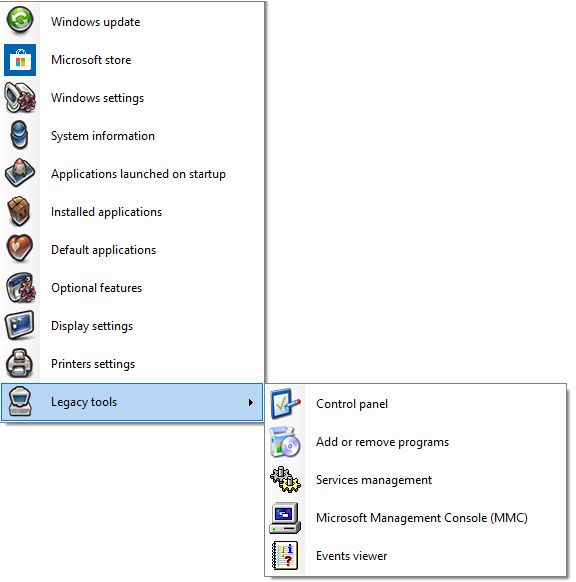 Windows update
Microsoft store
Windows settings
System information
Applications launched on startup
Installed applications
Default applications
Optional features
Display settings
Printers settings
Legacy tools
Control panel
Add or remove programs
Services management
Microsoft Management Console (MMC)
Events viewer